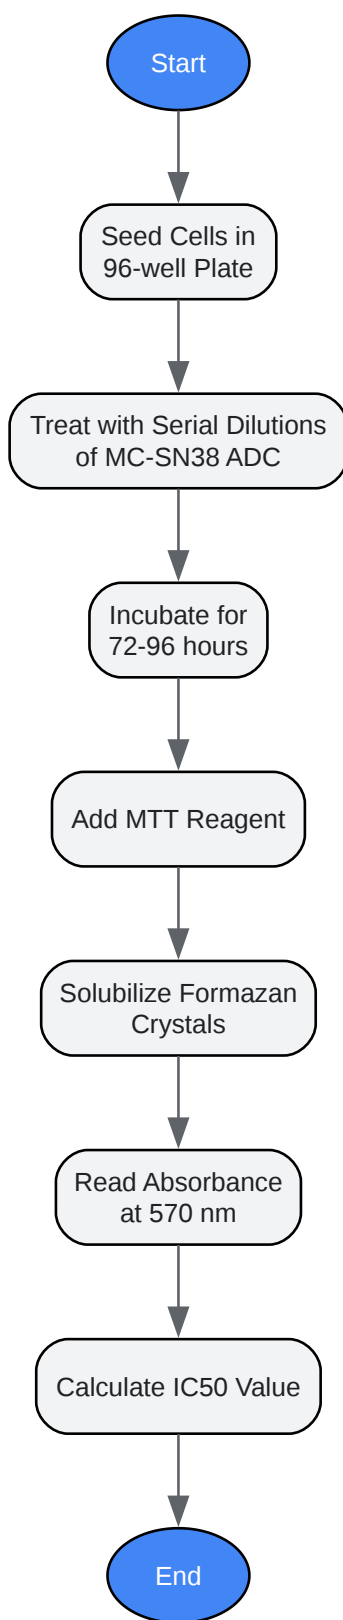 Start
Seed Cells in
96-well Plate
Treat with Serial Dilutions
of MC-SN38 ADC
Incubate for
72-96 hours
Add MTT Reagent
Solubilize Formazan
Crystals
Read Absorbance
at 570 nm
Calculate IC50 Value
End